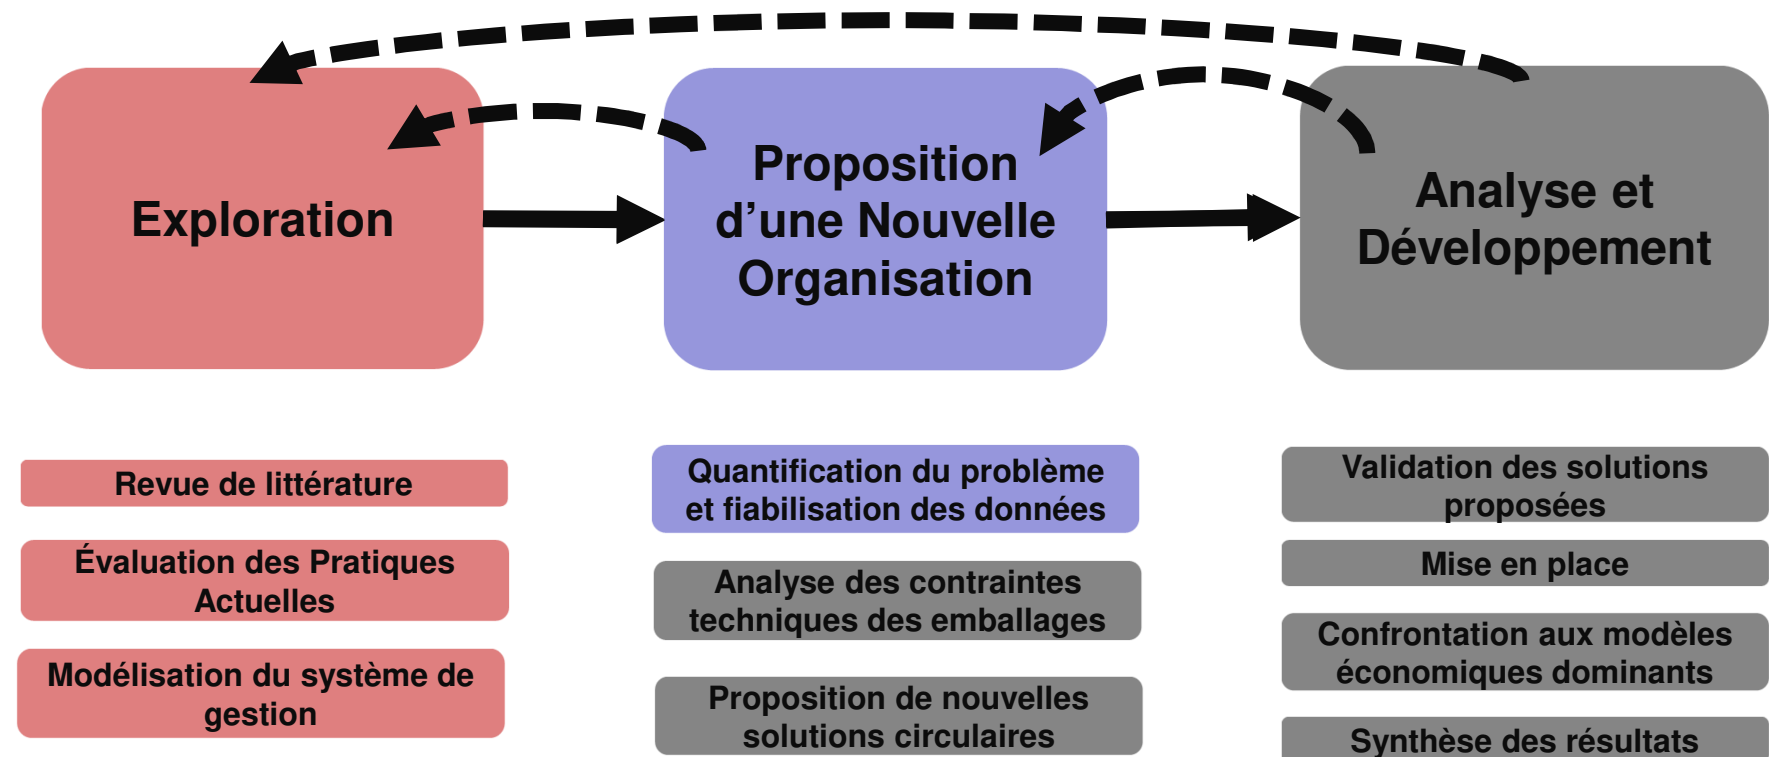 Exploration
Proposition
d’une Nouvelle
Organisation
Analyse et
Développement
Revue de littérature
Évaluation des Pratiques
Actuelles
Modélisation du système de
gestion
Quantification du problème
et fiabilisation des données
Analyse des contraintes
techniques des emballages
Proposition de nouvelles
solutions circulaires
Validation des solutions
proposées
Mise en place
Confrontation aux modèles
économiques dominants
Synthèse des résultats